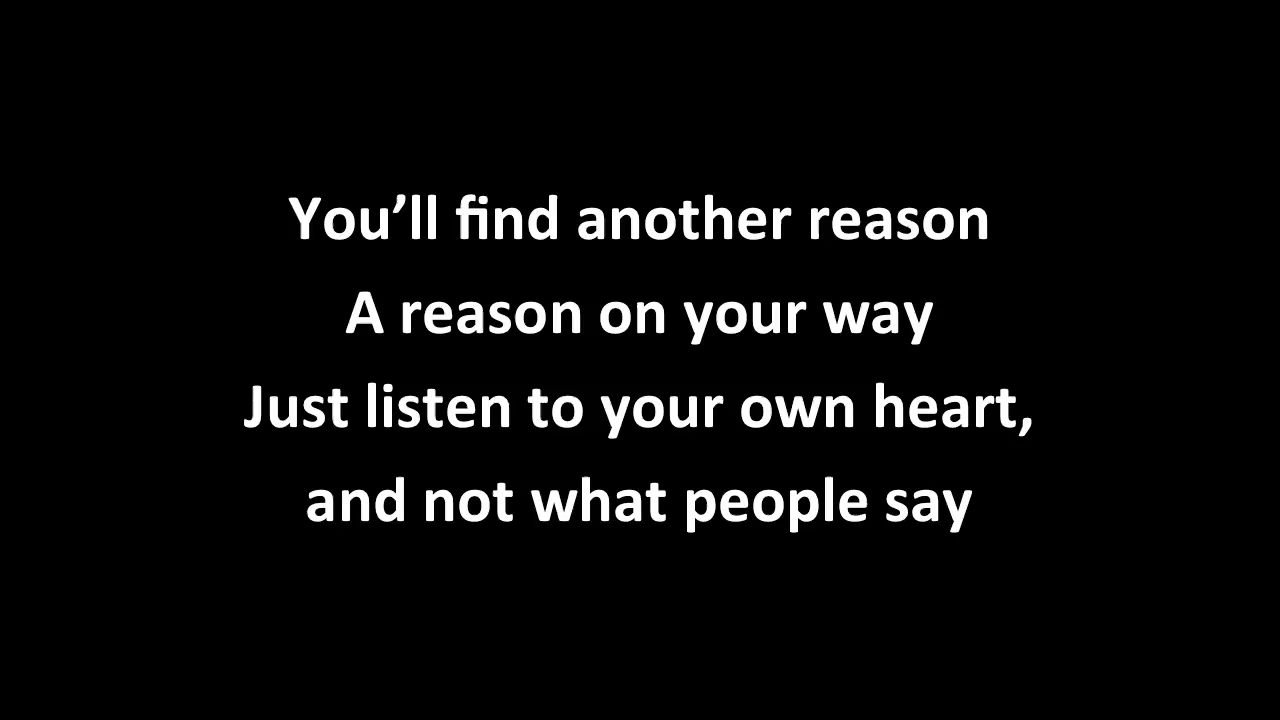 You’ll find another reason
A reason on your way
Just listen to your own heart,
and not what people say